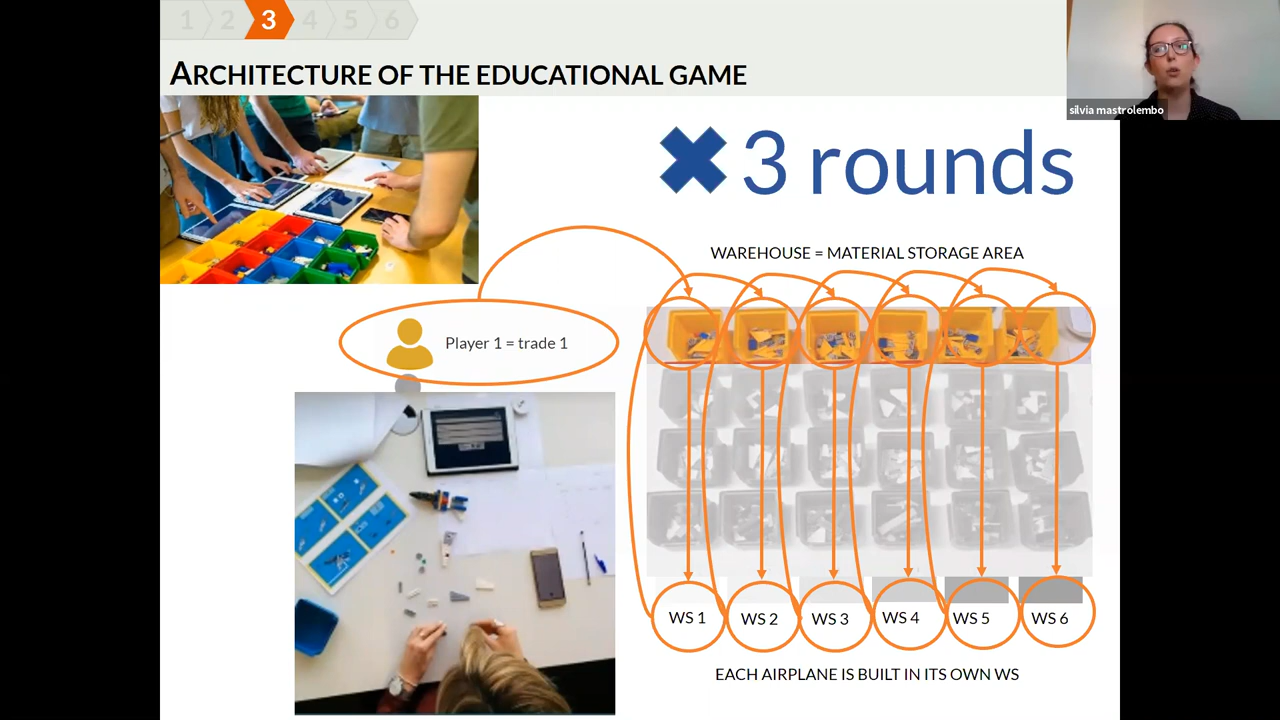 1 2 3 4 5 6
ARCHITECTURE OF THE EDUCATIONAL GAME
silvia mastrolembo
3 rounds
WAREHOUSE = MATERIAL STORAGE AREA
Player 1 = trade 1
WS 1 WS 2 WS 3 WS 4 WS 5 WS 6
EACH AIRPLANE IS BUILT IN ITS OWN WS